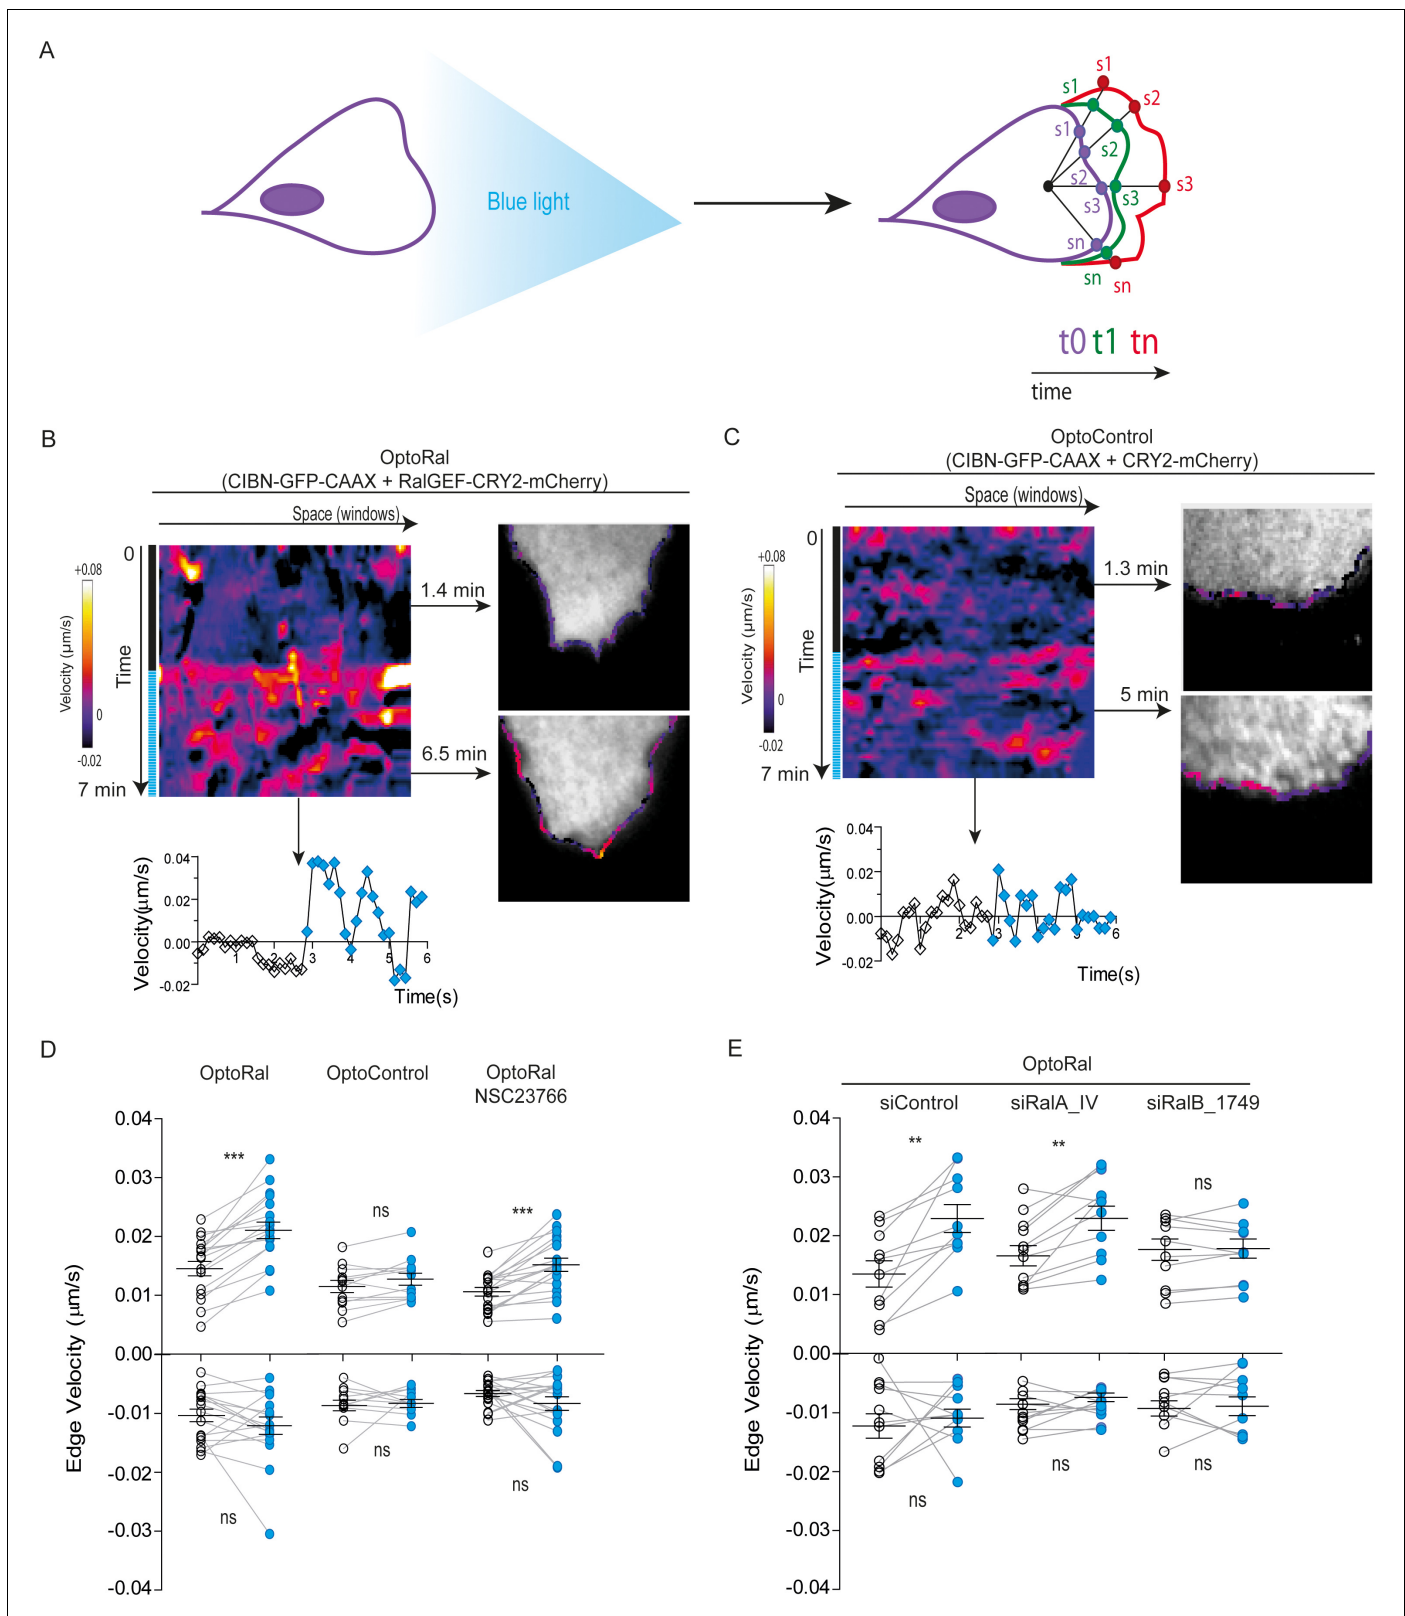 A
Blue light
s1
s1
s2
s1
s2
s2
s3
s3
s3
sn
sn
sn
t0 t1 tn
time
B
OptoRal
(CIBN-GFP-CAAX + RalGEF-CRY2-mCherry)
Space (windows)
0
+0.08
Velocity (µm/s)
0
-0.02
Time
7 min
1.4 min
6.5 min
0.04
0.02
0.00
-0.02
Velocity(µm/s)
1 2 3 4 5 6
Time(s)
C
OptoControl
(CIBN-GFP-CAAX + CRY2-mCherry)
Space (windows)
0
+0.08
Velocity (µm/s)
0
-0.02
Time
7 min
1.3 min
5 min
0.04
0.02
0.00
-0.02
Velocity(µm/s)
2 3 5 6
Time(s)
D
OptoRal OptoControl OptoRal
NSC23766
0.04
0.03
0.02
0.01
0.00
-0.01
-0.02
-0.03
-0.04
Edge Velocity (µm/s)
*** ns ***
ns ns ns
E
OptoRal
siControl siRalA_IV siRalB_1749
0.04
0.03
0.02
0.01
0.00
-0.01
-0.02
-0.03
-0.04
Edge Velocity (µm/s)
** ** ns
ns ns ns